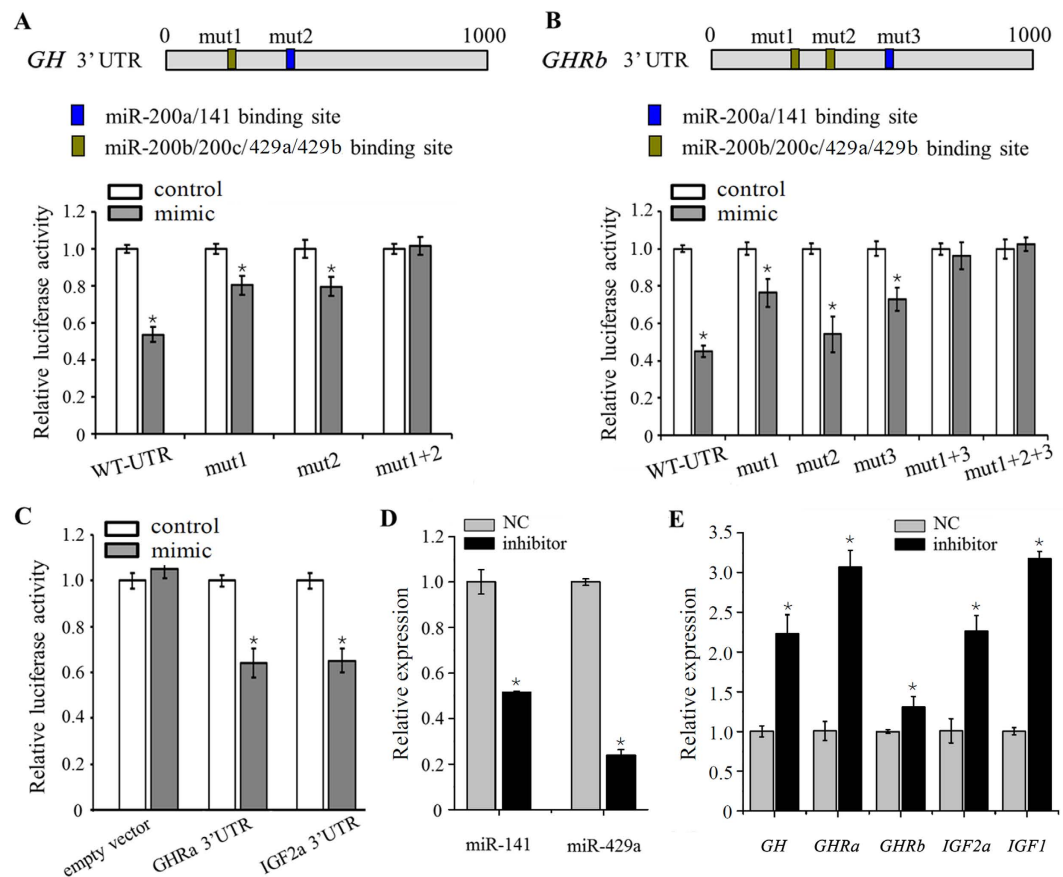 A
0 mut1 mut2 1000
GH 3’UTR
miR-200a/141 binding site
miR-200b/200c/429a/429b binding site
control
mimic
Relative luciferase activity
1.2
1.0
0.8
0.6
0.4
0.2
0
* * *
WT-UTR mut1 mut2 mut1+2
B
0 mut1 mut2 mut3 1000
GHRb 3’UTR
miR-200a/141 binding site
miR-200b/200c/429a/429b binding site
control
mimic
Relative luciferase activity
1.2
1.0
0.8
0.6
0.4
0.2
0
* * * *
WT-UTR mut1 mut2 mut3 mut1+3 mut1+2+3
C
control
mimic
Relative luciferase activity
1.2
1.0
0.8
0.6
0.4
0.2
0
* *
empty vector GHRa 3’UTR IGF2a 3’UTR
D
NC
inhibitor
Relative expression
1.2
1.0
0.8
0.6
0.4
0.2
0
* *
miR-141 miR-429a
E
NC
inhibitor
Relative expression
3.5
3.0
2.5
2.0
1.5
1.0
0.5
0
* * * * *
GH GHRa GHRb IGF2a IGF1